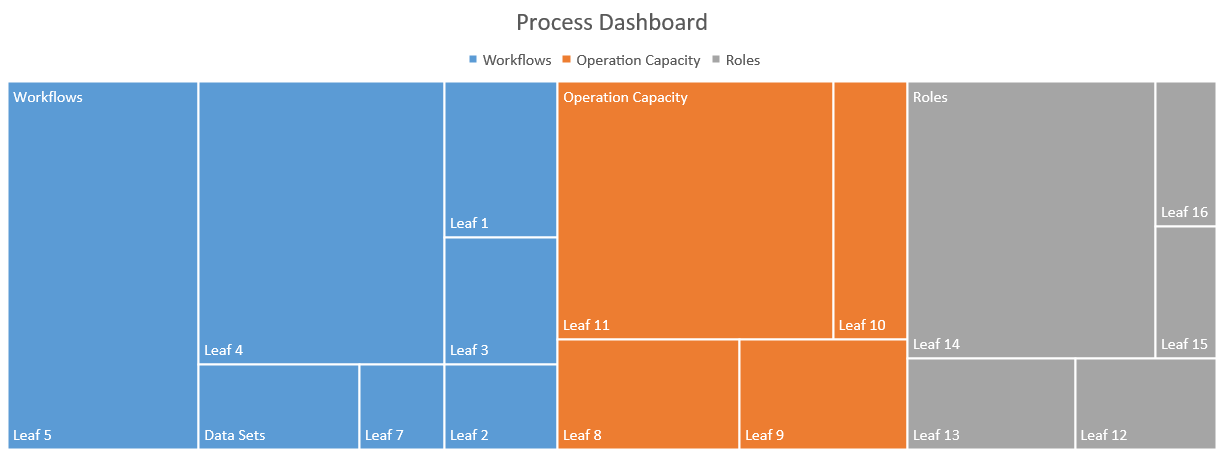 Process Dashboard
Workflows Operation Capacity Roles
Workflows
Leaf 5
Leaf 4
Data Sets
Leaf 7
Leaf 1
Leaf 3
Leaf 2
Operation Capacity
Leaf 11
Leaf 10
Leaf 8
Leaf 9
Roles
Leaf 14
Leaf 16
Leaf 15
Leaf 13
Leaf 12